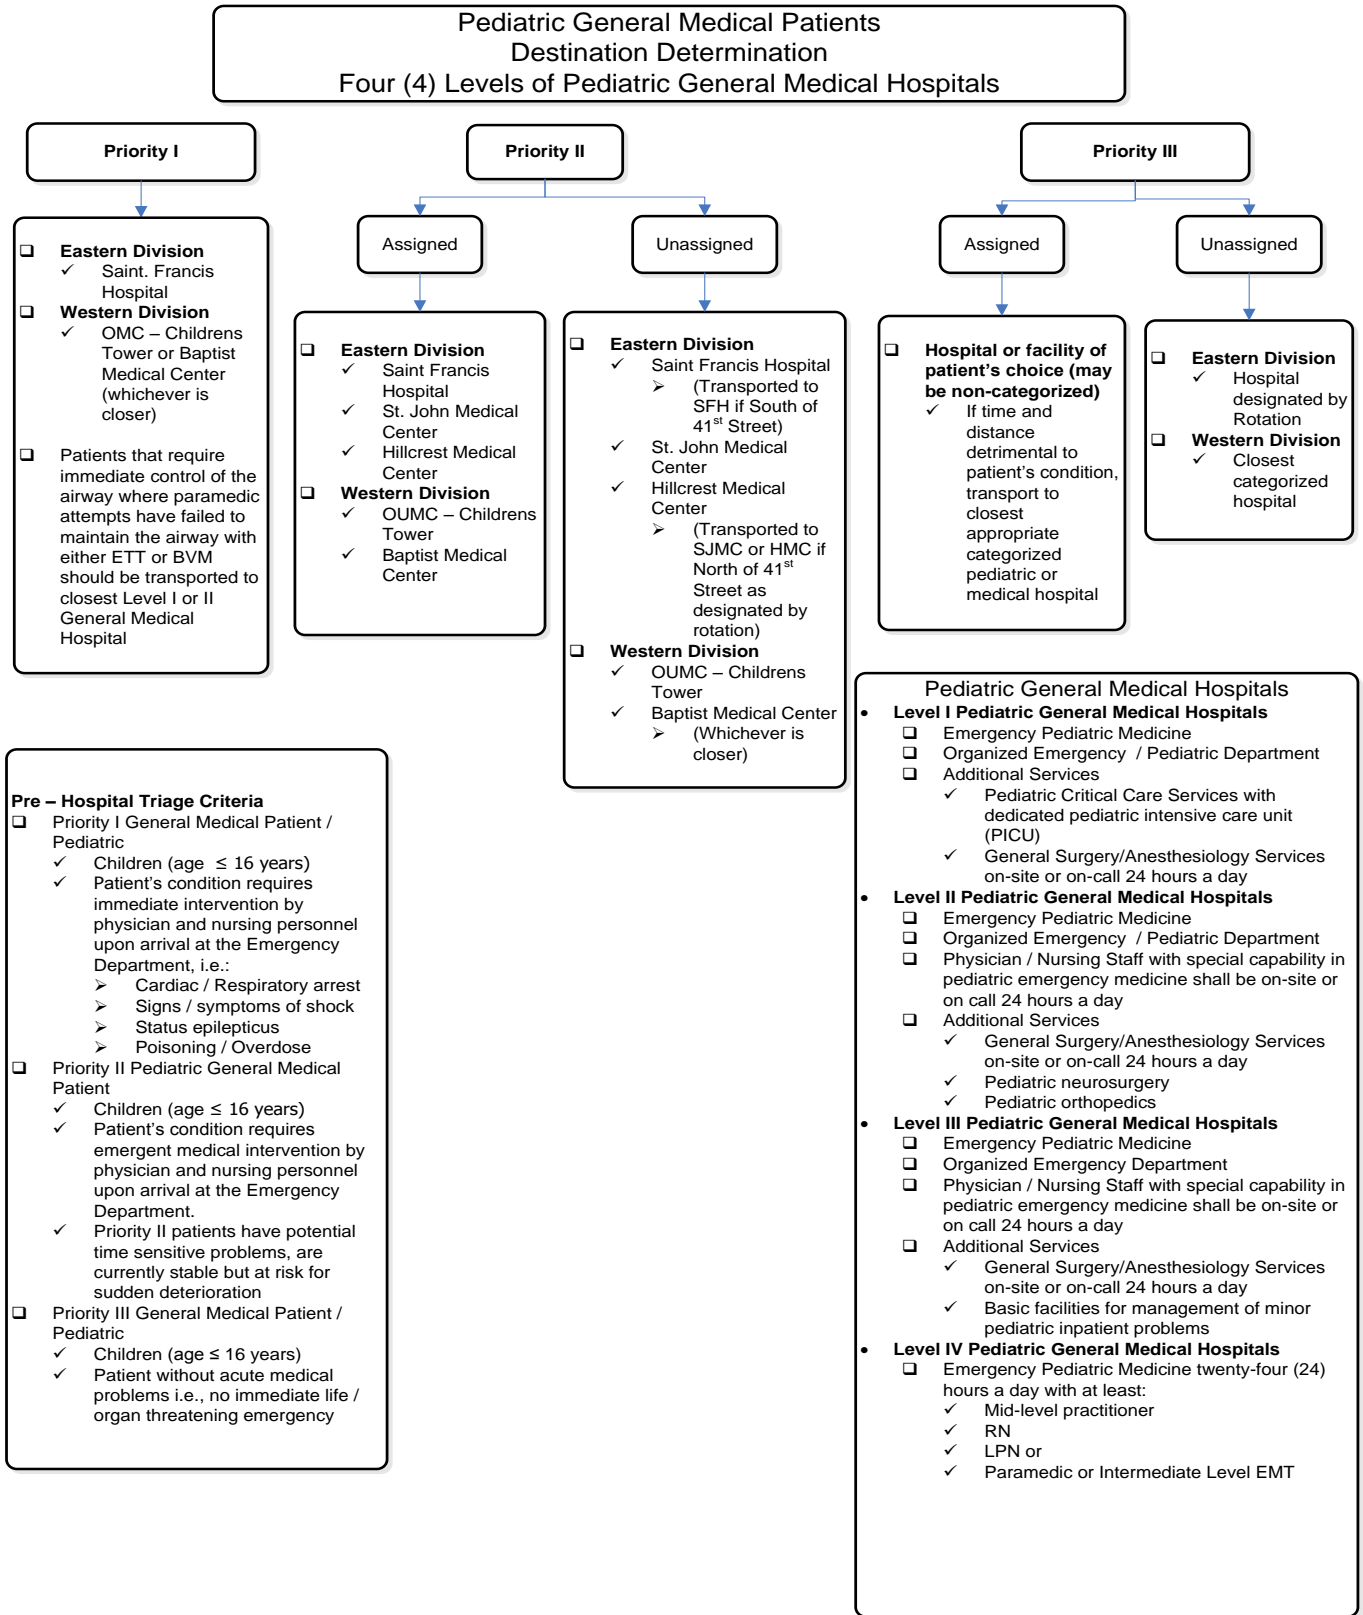 Pediatric General Medical Patients
Destination Determination
Four (4) Levels of Pediatric General Medical Hospitals
Priority I
❑ Eastern Division
✓ Saint. Francis
Hospital
❑ Western Division
✓ OMC – Childrens
Tower or Baptist
Medical Center
(whichever is
closer)
❑ Patients that require
immediate control of the
airway where paramedic
attempts have failed to
maintain the airway with
either ETT or BVM
should be transported to
closest Level I or II
General Medical
Hospital
Priority II
Assigned
❑ Eastern Division
✓ Saint Francis
Hospital
✓ St. John Medical
Center
✓ Hillcrest Medical
Center
❑ Western Division
✓ OUMC – Childrens
Tower
✓ Baptist Medical
Center
Unassigned
❑ Eastern Division
✓ Saint Francis Hospital
➢ (Transported to
SFH if South of
41st Street)
✓ St. John Medical
Center
✓ Hillcrest Medical
Center
➢ (Transported to
SJMC or HMC if
North of 41st
Street as
designated by
rotation)
❑ Western Division
✓ OUMC – Childrens
Tower
✓ Baptist Medical Center
➢ (Whichever is
closer)
Priority III
Assigned
❑ Hospital or facility of
patient’s choice (may
be non-categorized)
✓ If time and
distance
detrimental to
patient’s condition,
transport to
closest
appropriate
categorized
pediatric or
medical hospital
Unassigned
❑ Eastern Division
✓ Hospital
designated by
Rotation
❑ Western Division
✓ Closest
categorized
hospital
Pre – Hospital Triage Criteria
❑ Priority I General Medical Patient /
Pediatric
✓ Children (age ≤ 16 years)
✓ Patient’s condition requires
immediate intervention by
physician and nursing personnel
upon arrival at the Emergency
Department, i.e.:
➢ Cardiac / Respiratory arrest
➢ Signs / symptoms of shock
➢ Status epilepticus
➢ Poisoning / Overdose
❑ Priority II Pediatric General Medical
Patient
✓ Children (age ≤ 16 years)
✓ Patient’s condition requires
emergent medical intervention by
physician and nursing personnel
upon arrival at the Emergency
Department.
✓ Priority II patients have potential
time sensitive problems, are
currently stable but at risk for
sudden deterioration
❑ Priority III General Medical Patient /
Pediatric
✓ Children (age ≤ 16 years)
✓ Patient without acute medical
problems i.e., no immediate life /
organ threatening emergency
Pediatric General Medical Hospitals
• Level I Pediatric General Medical Hospitals
❑ Emergency Pediatric Medicine
❑ Organized Emergency / Pediatric Department
❑ Additional Services
✓ Pediatric Critical Care Services with
dedicated pediatric intensive care unit
(PICU)
✓ General Surgery/Anesthesiology Services
on-site or on-call 24 hours a day
• Level II Pediatric General Medical Hospitals
❑ Emergency Pediatric Medicine
❑ Organized Emergency / Pediatric Department
❑ Physician / Nursing Staff with special capability in
pediatric emergency medicine shall be on-site or
on call 24 hours a day
❑ Additional Services
✓ General Surgery/Anesthesiology Services
on-site or on-call 24 hours a day
✓ Pediatric neurosurgery
✓ Pediatric orthopedics
• Level III Pediatric General Medical Hospitals
❑ Emergency Pediatric Medicine
❑ Organized Emergency Department
❑ Physician / Nursing Staff with special capability in
pediatric emergency medicine shall be on-site or
on call 24 hours a day
❑ Additional Services
✓ General Surgery/Anesthesiology Services
on-site or on-call 24 hours a day
✓ Basic facilities for management of minor
pediatric inpatient problems
• Level IV Pediatric General Medical Hospitals
❑ Emergency Pediatric Medicine twenty-four (24)
hours a day with at least:
✓ Mid-level practitioner
✓ RN
✓ LPN or
✓ Paramedic or Intermediate Level EMT